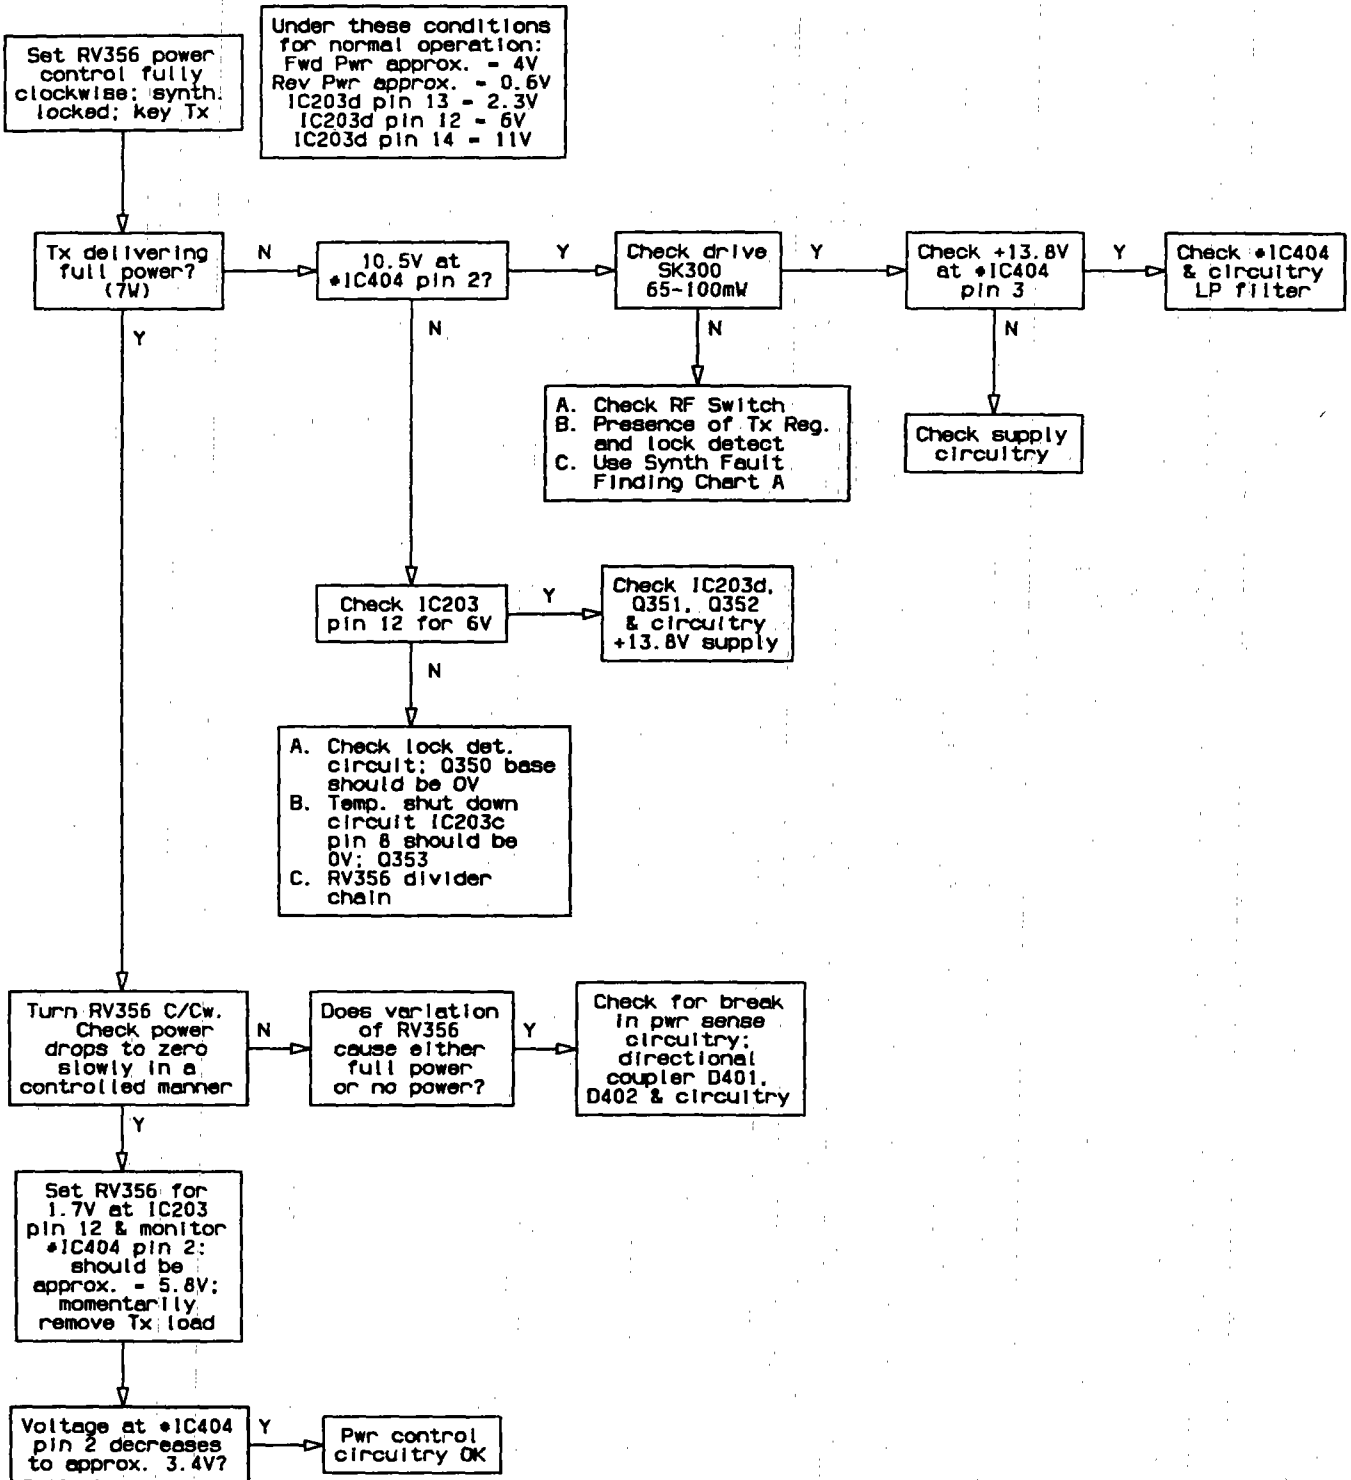 Set RV356 power
control fully
clockwise; synth.
locked; key Tx
Under these conditions
for normal operation:
Fwd Pwr approx. = 4V
Rev Pwr approx. = 0.6V
IC203d pin 13 = 2.3V
IC203d pin 12 = 6V
IC203d pin 14 = 11V
Tx delivering
full power?
(7W)
N
10.5V at
*IC404 pin 2?
Y
Check drive
SK300
65~100mW
Y
Check +13.8V
at *IC404
pin 3
Y
Check *IC404
& circuitry
LP filter
Y
N
N
N
A. Check RF Switch
B. Presence of Tx Reg.
and lock detect
C. Use Synth Fault
Finding Chart A
Check supply
circuitry
Check IC203
pin 12 for 6V
Y
Check IC203d,
Q351, Q352
& circuitry
+13.8V supply
N
A. Check lock det.
circuit; Q350 base
should be 0V
B. Temp. shut down
circuit IC203c
pin 8 should be
0V; Q353
C. RV356 divider
chain
Turn RV356 C/Cw.
Check power
drops to zero
slowly in a
controlled manner
N
Does variation
of RV356
cause either
full power
or no power?
Y
Check for break
in pwr sense
circuitry;
directional
coupler D401,
D402 & circuitry
Y
Set RV356 for
1.7V at IC203
pin 12 & monitor
*IC404 pin 2;
should be
approx. = 5.8V;
momentarily
remove Tx load
Voltage at *IC404
pin 2 decreases
to approx. 3.4V?
Y
Pwr control
circuitry OK